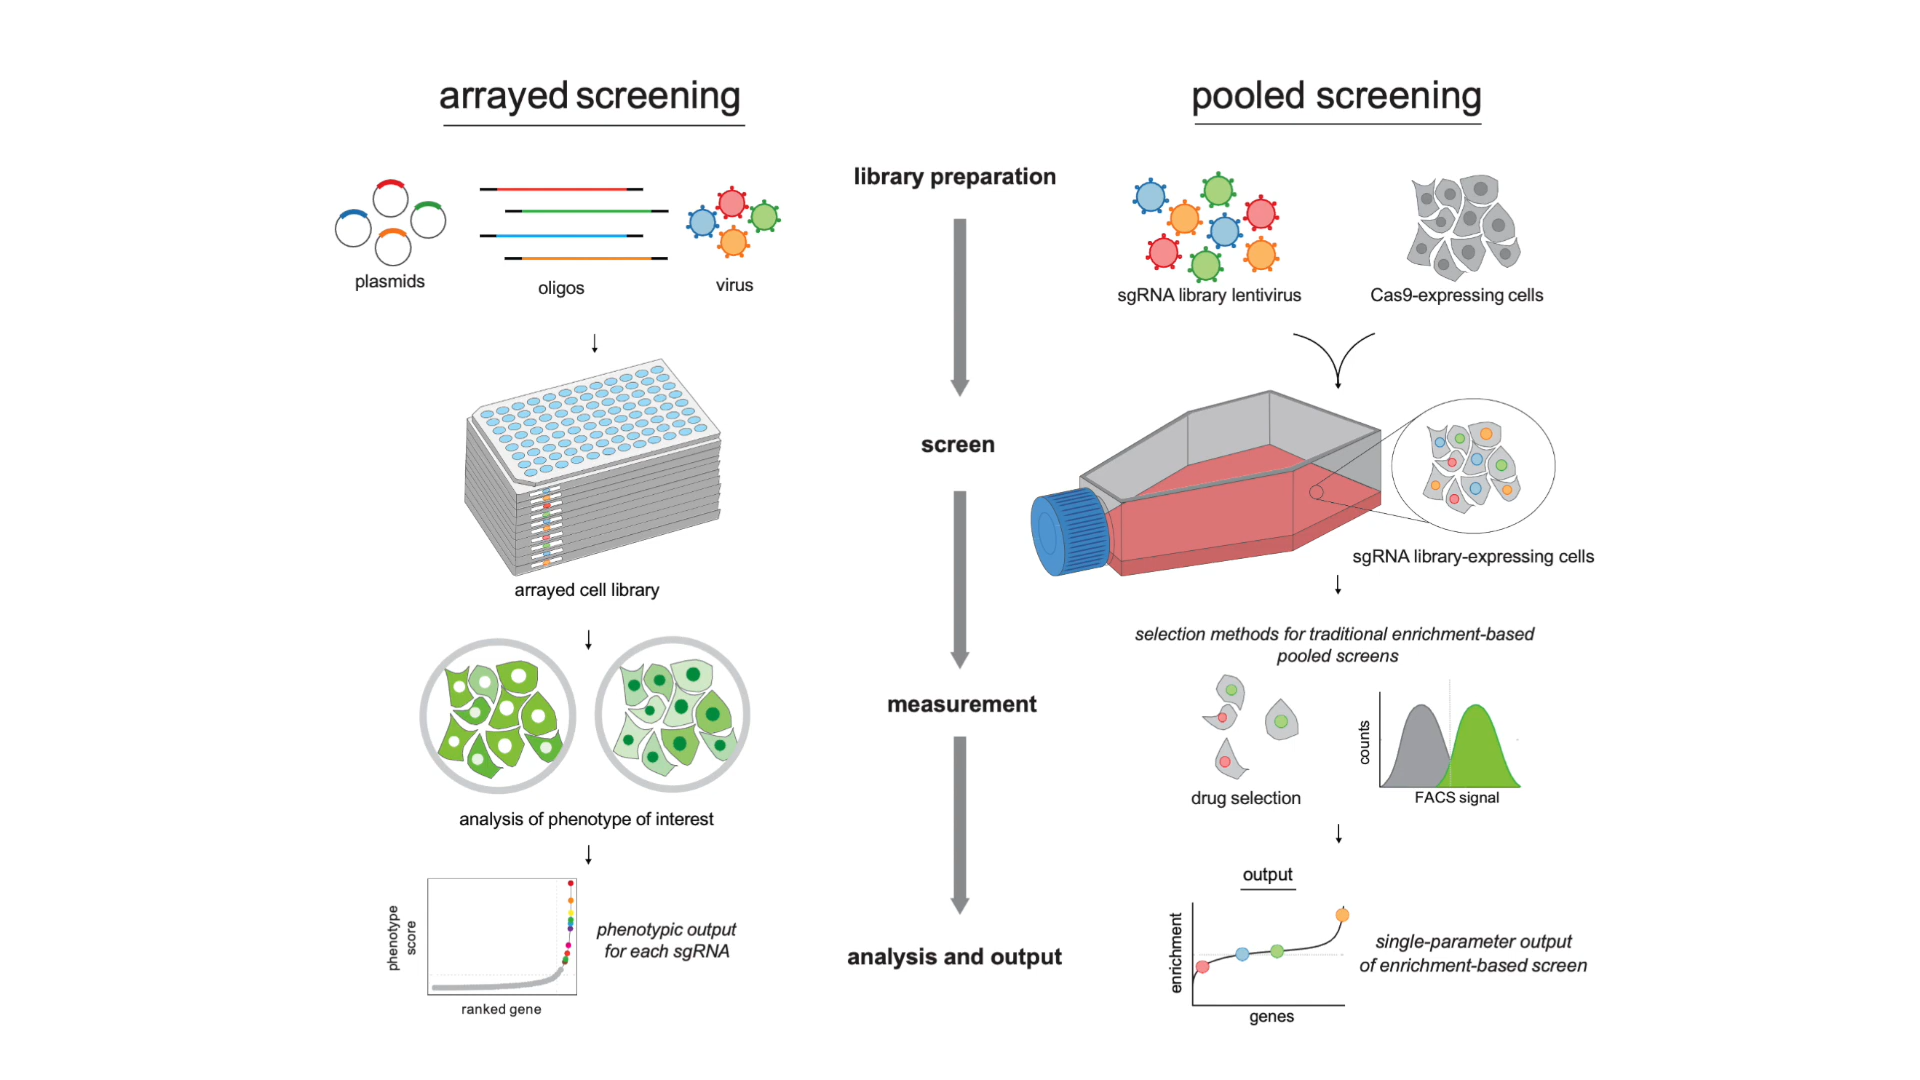 arrayed screening
pooled screening
library preparation
plasmids
oligos
virus
sgRNA library lentivirus
Cas9-expressing cells
screen
arrayed cell library
sgRNA library-expressing cells
measurement
analysis of phenotype of interest
selection methods for traditional enrichment-based
pooled screens
drug selection
counts
FACS signal
analysis and output
phenotype
score
ranked gene
phenotypic output
for each sgRNA
output
enrichment
genes
single-parameter output
of enrichment-based screen